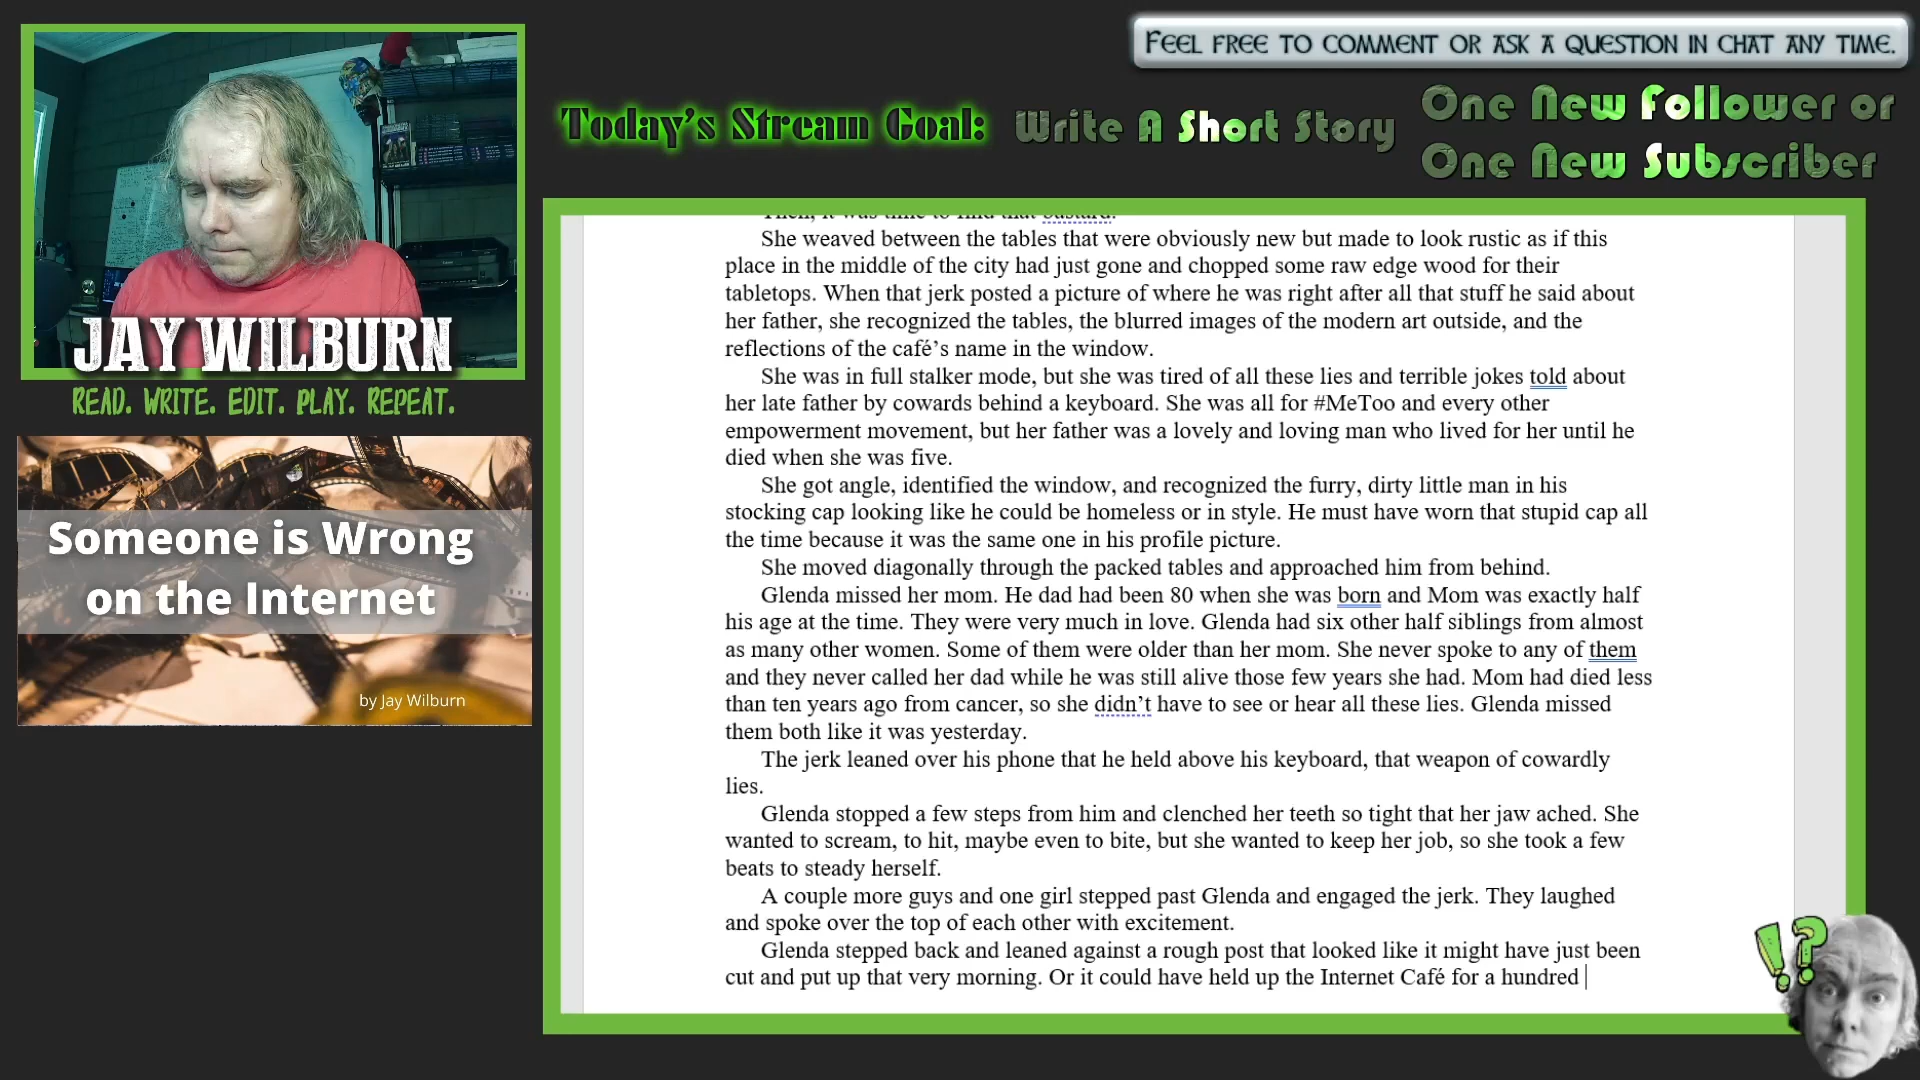 FEEL FREE TO COMMENT OR ASK A QUESTION IN CHAT ANY TIME.
Today's Stream Goal:
Write A Short Story
One New Follower or
One New Subscriber
JAY WILBURN
READ. WRITE. EDIT. PLAY. REPEAT.
Someone is Wrong
on the Internet
by Jay Wilburn
Then, it was time to find that bastard.
She weaved between the tables that were obviously new but made to look rustic as if this
place in the middle of the city had just gone and chopped some raw edge wood for their
tabletops. When that jerk posted a picture of where he was right after all that stuff he said about
her father, she recognized the tables, the blurred images of the modern art outside, and the
reflections of the café’s name in the window.
She was in full stalker mode, but she was tired of all these lies and terrible jokes told about
her late father by cowards behind a keyboard. She was all for #MeToo and every other
empowerment movement, but her father was a lovely and loving man who lived for her until he
died when she was five.
She got angle, identified the window, and recognized the furry, dirty little man in his
stocking cap looking like he could be homeless or in style. He must have worn that stupid cap all
the time because it was the same one in his profile picture.
She moved diagonally through the packed tables and approached him from behind.
Glenda missed her mom. He dad had been 80 when she was born and Mom was exactly half
his age at the time. They were very much in love. Glenda had six other half siblings from almost
as many other women. Some of them were older than her mom. She never spoke to any of them
and they never called her dad while he was still alive those few years she had. Mom had died less
than ten years ago from cancer, so she didn’t have to see or hear all these lies. Glenda missed
them both like it was yesterday.
The jerk leaned over his phone that he held above his keyboard, that weapon of cowardly
lies.
Glenda stopped a few steps from him and clenched her teeth so tight that her jaw ached. She
wanted to scream, to hit, maybe even to bite, but she wanted to keep her job, so she took a few
beats to steady herself.
A couple more guys and one girl stepped past Glenda and engaged the jerk. They laughed
and spoke over the top of each other with excitement.
Glenda stepped back and leaned against a rough post that looked like it might have just been
cut and put up that very morning. Or it could have held up the Internet Café for a hundred
!?